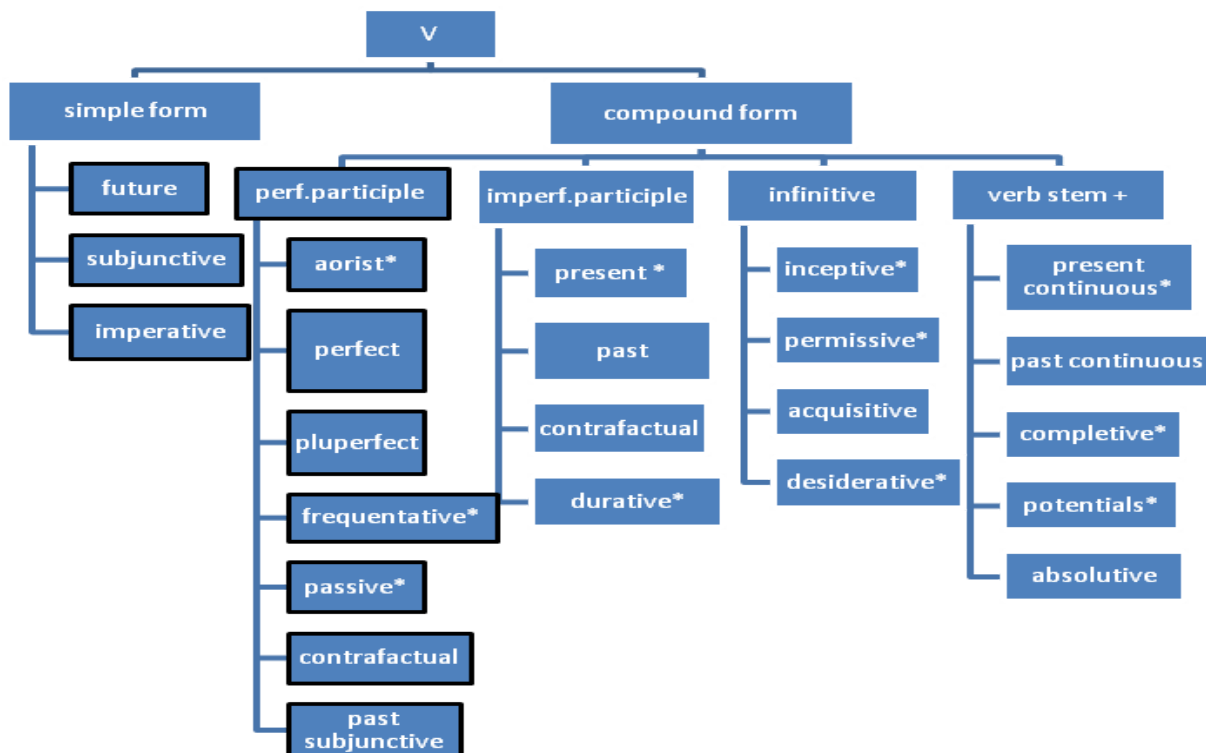 V
simple form
compound form
future
subjunctive
imperative
perf.participle
aorist*
perfect
pluperfect
frequentative*
passive*
contrafactual
past
subjunctive
imperf.participle
present *
past
contrafactual
durative*
infinitive
inceptive*
permissive*
acquisitive
desiderative*
verb stem +
present
continuous*
past continuous
completive*
potentials*
absolutive